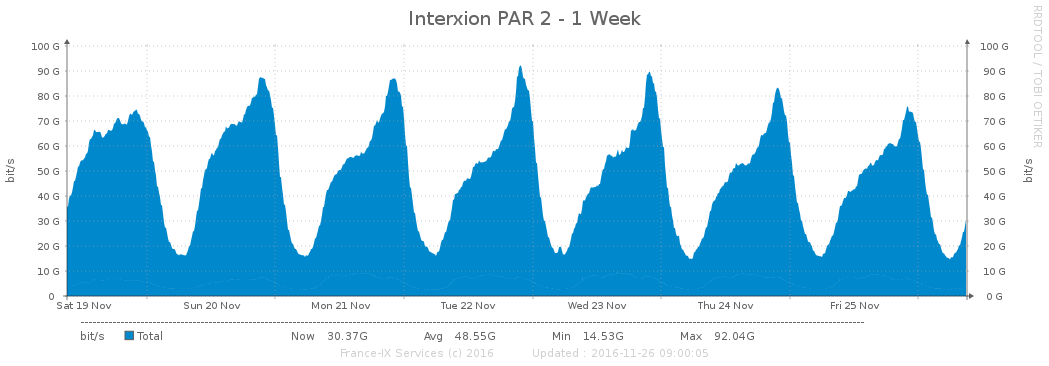 Interxion PAR 2 - 1 Week
RRDTOOL / TOBI OETIKER
bit/s
bit/s
100 G 100 G
90 G 90 G
80 G 80 G
70 G 70 G
60 G 60 G
50 G 50 G
40 G 40 G
30 G 30 G
20 G 20 G
10 G 10 G
0 0 G
Sat 19 Nov Sun 20 Nov Mon 21 Nov Tue 22 Nov Wed 23 Nov Thu 24 Nov Fri 25 Nov
bit/s Total Now 30.37G Avg 48.55G Min 14.53G Max 92.04G
France-IX Services (c) 2016 Updated : 2016-11-26 09:00:05